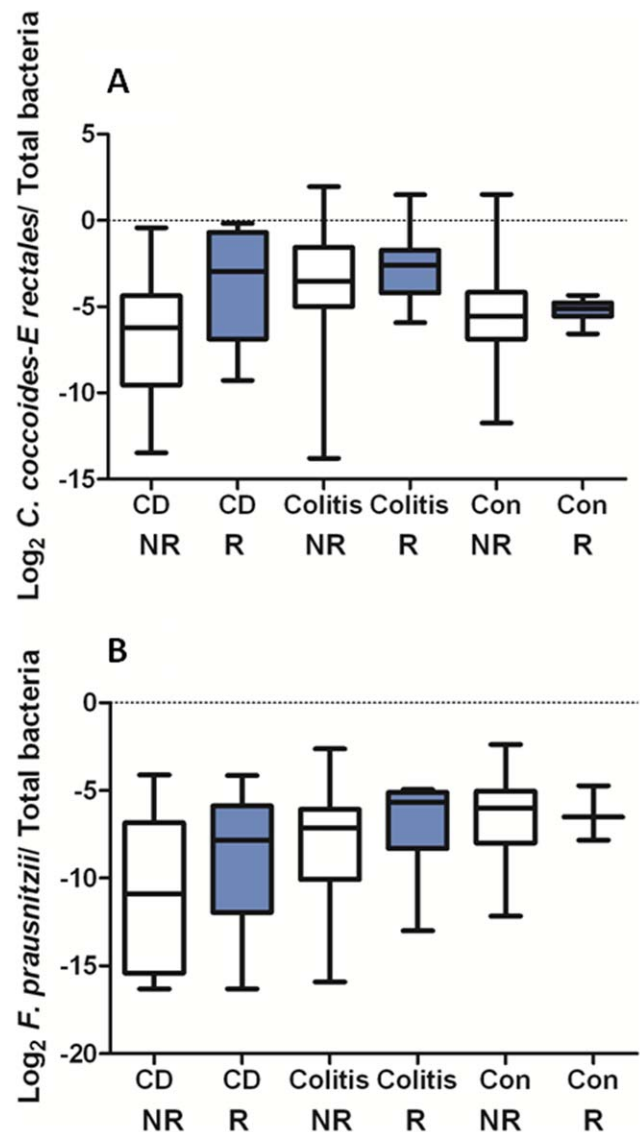 A
Log₂ C. coccoides-E rectales/ Total bacteria
5
0
-5
-10
-15
CD CD Colitis Colitis Con Con
NR R NR R NR R
B
Log₂ F. prausnitzii/ Total bacteria
0
-5
-10
-15
-20
CD CD Colitis Colitis Con Con
NR R NR R NR R